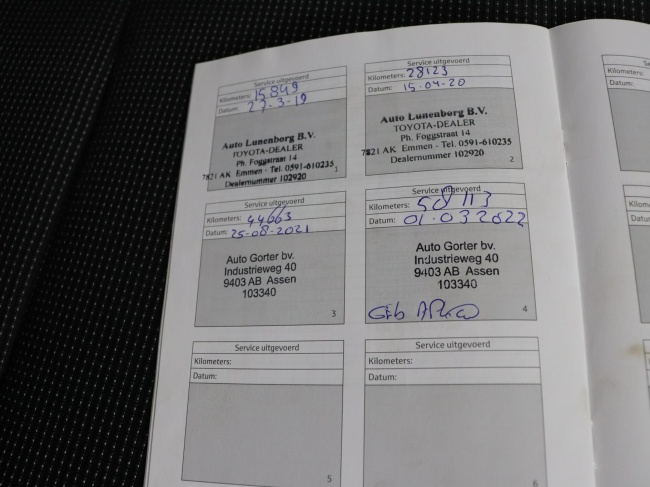 Service uitgevoerd
Kilometers: 15849
Datum: 27-3-19
Auto Lunenborg B.V.
TOYOTA-DEALER
Ph. Foggstraat 14
7821 AK Emmen - Tel. 0591-610235
Dealernummer 102920
1
Service uitgevoerd
Kilometers: 28123
Datum: 15-04-20
Auto Lunenborg B.V.
TOYOTA-DEALER
Ph. Foggstraat 14
7821 AK Emmen - Tel. 0591-610235
Dealernummer 102920
2
Service uitgevoerd
Kilometers: 44663
Datum: 25-08-2021
Auto Gorter bv.
Industrieweg 40
9403 AB Assen
103340
3
Service uitgevoerd
Kilometers:
Datum: 01-03 2022
Auto Gorter bv.
Industrieweg 40
9403 AB Assen
103340
4
Service uitgevoerd
Kilometers:
Datum:
5
Service uitgevoerd
Kilometers:
Datum:
6
Kilometers:
Datum: